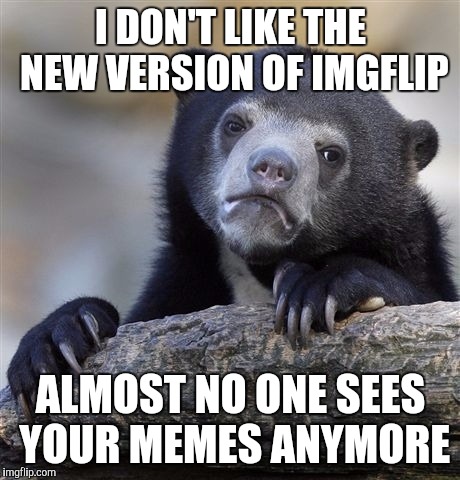 I DON'T LIKE THE
NEW VERSION OF IMGFLIP
ALMOST NO ONE SEES
YOUR MEMES ANYMORE
imgflip.com